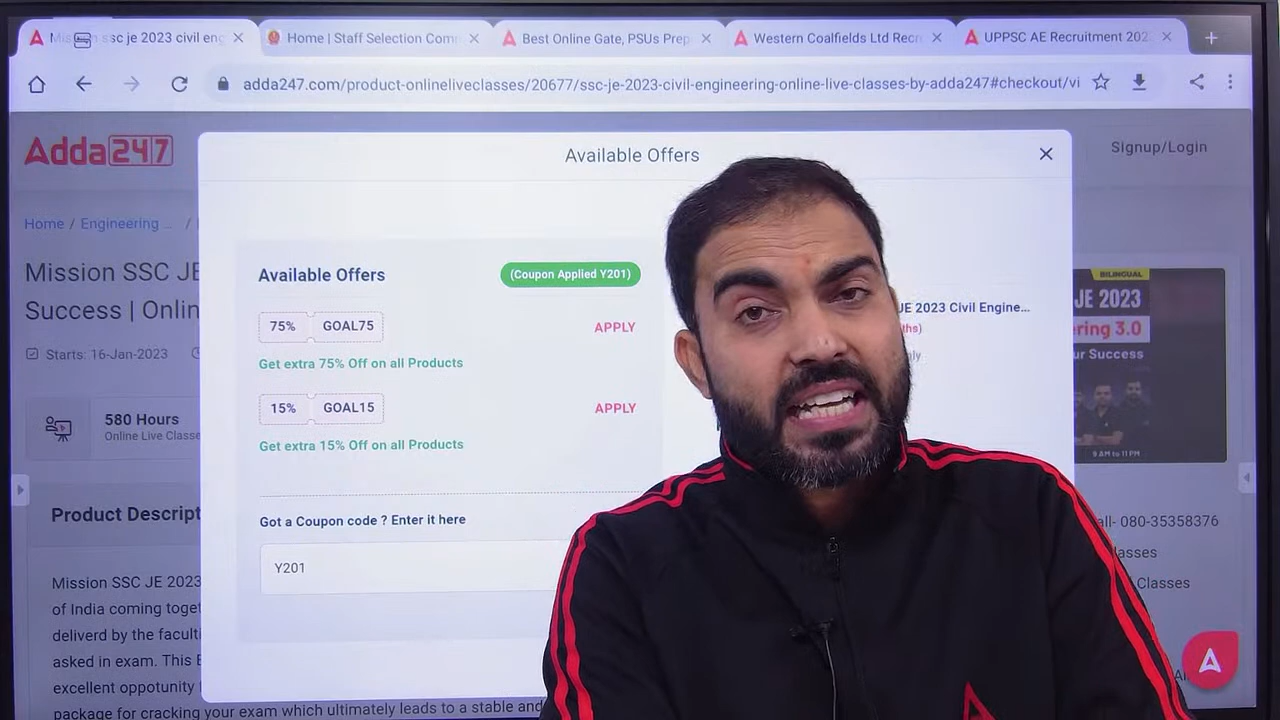 Mission ssc je 2023 civil eng
Home | Staff Selection Com
Best Online Gate, PSUs Prep
Western Coalfields Ltd Recr
UPPSC AE Recruitment 202
adda247.com/product-onlineliveclasses/20677/ssc-je-2023-civil-engineering-online-live-classes-by-adda247#checkout/vi
Adda247
Available Offers
Signup/Login
Home / Engineering ... /
Mission SSC JE
Success | Onlin
Starts: 16-Jan-2023
580 Hours
Online Live Classe
Product Descript
Mission SSC JE 2023
of India coming toget
deliverd by the faculti
asked in exam. This E
excellent oppotunity
package for cracking your exam which ultimately leads to a stable and
Available Offers
(Coupon Applied Y201)
75% GOAL75 APPLY
Get extra 75% Off on all Products
15% GOAL15 APPLY
Get extra 15% Off on all Products
Got a Coupon code ? Enter it here
Y201
JE 2023 Civil Engine...
ths)
nly
BILINGUAL
JE 2023
ering 3.0
ur Success
9 AM to 11 PM
all- 080-35358376
lasses
Classes